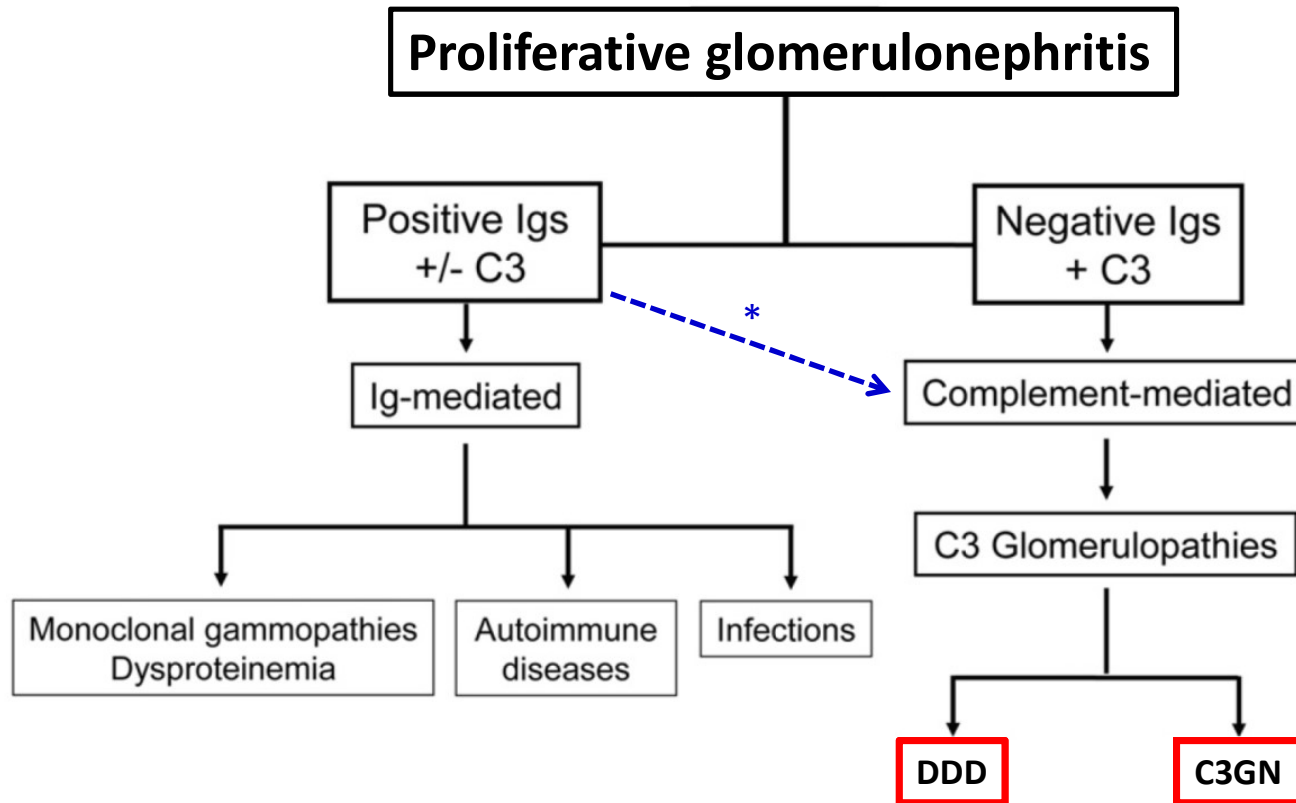 Proliferative glomerulonephritis
Positive Igs
+/- C3
Negative Igs
+ C3
*
Ig-mediated
Complement-mediated
C3 Glomerulopathies
Monoclonal gammopathies
Dysproteinemia
Autoimmune
diseases
Infections
DDD
C3GN